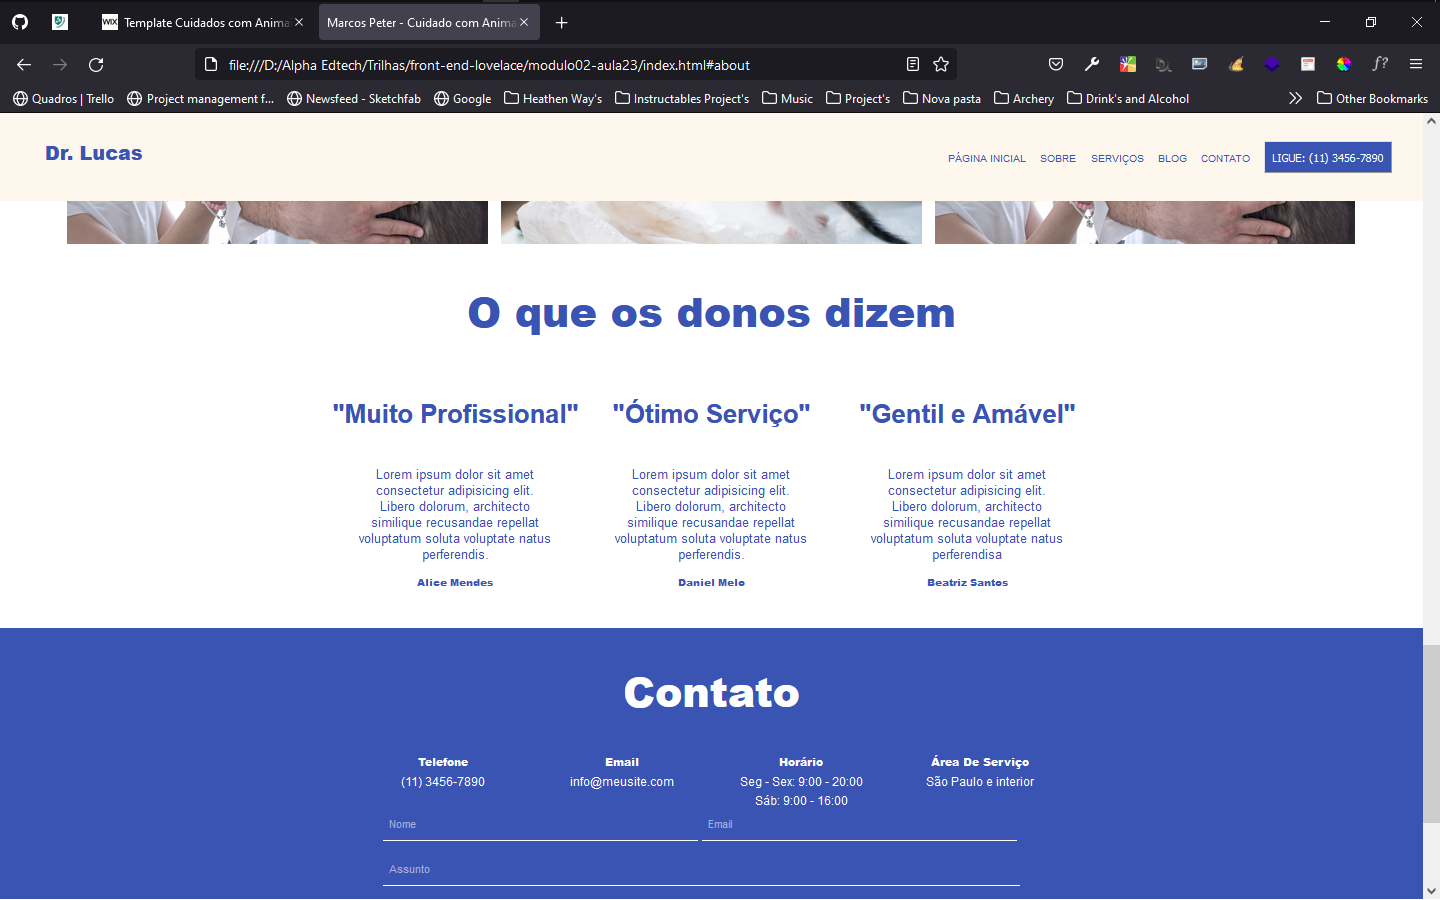 Template Cuidados com Anima
Marcos Peter - Cuidado com Anima
file:///D:/Alpha Edtech/Trilhas/front-end-lovelace/modulo02-aula23/index.html#about
Quadros | Trello
Project management f...
Newsfeed - Sketchfab
Google
Heathen Way's
Instructables Project's
Music
Project's
Nova pasta
Archery
Drink's and Alcohol
Other Bookmarks
Dr. Lucas
PÁGINA INICIAL
SOBRE
SERVIÇOS
BLOG
CONTATO
LIGUE: (11) 3456-7890
O que os donos dizem
"Muito Profissional"
Lorem ipsum dolor sit amet
consectetur adipisicing elit.
Libero dolorum, architecto
similique recusandae repellat
voluptatum soluta voluptate natus
perferendis.
Alice Mendes
"Ótimo Serviço"
Lorem ipsum dolor sit amet
consectetur adipisicing elit.
Libero dolorum, architecto
similique recusandae repellat
voluptatum soluta voluptate natus
perferendis.
Daniel Melo
"Gentil e Amável"
Lorem ipsum dolor sit amet
consectetur adipisicing elit.
Libero dolorum, architecto
similique recusandae repellat
voluptatum soluta voluptate natus
perferendisa
Beatriz Santos
Contato
Telefone
(11) 3456-7890
Email
info@meusite.com
Horário
Seg - Sex: 9:00 - 20:00
Sáb: 9:00 - 16:00
Área De Serviço
São Paulo e interior
Nome
Email
Assunto